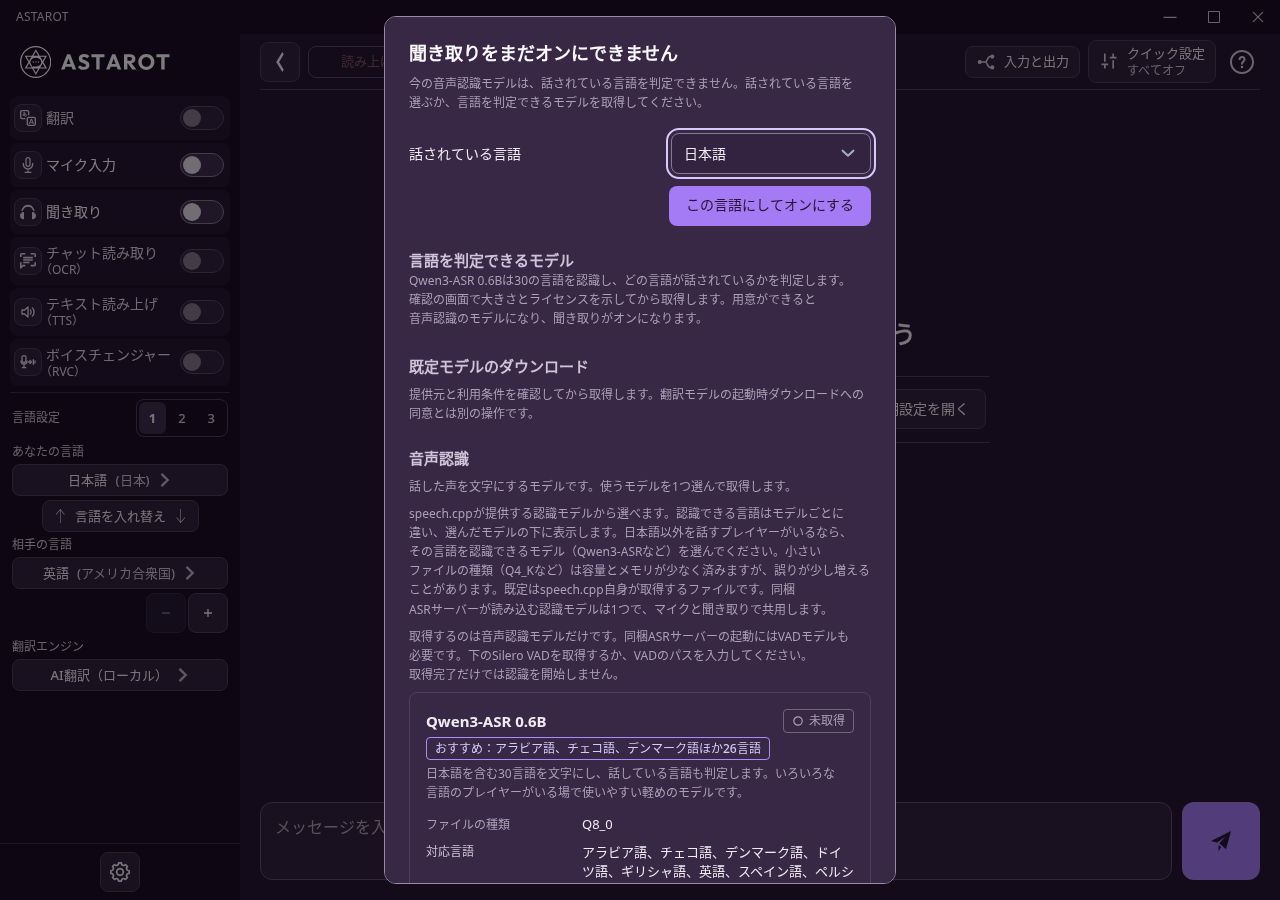 ASTAROT
ASTAROT
翻訳
マイク入力
聞き取り
チャット読み取り
（OCR）
テキスト読み上げ
（TTS）
ボイスチェンジャー
（RVC）
言語設定
1
2
3
あなたの言語
日本語（日本）
言語を入れ替え
相手の言語
英語（アメリカ合衆国）
−
+
翻訳エンジン
AI翻訳（ローカル）
読み上
入力と出力
クイック設定
すべてオフ
?
う
設定を開く
メッセージを入
聞き取りをまだオンにできません
今の音声認識モデルは、話されている言語を判定できません。話されている言語を
選ぶか、言語を判定できるモデルを取得してください。
話されている言語
日本語
この言語にしてオンにする
言語を判定できるモデル
Qwen3-ASR 0.6Bは30の言語を認識し、どの言語が話されているかを判定します。
確認の画面で大きさとライセンスを示してから取得します。用意ができると
音声認識のモデルになり、聞き取りがオンになります。
既定モデルのダウンロード
提供元と利用条件を確認してから取得します。翻訳モデルの起動時ダウンロードへの
同意とは別の操作です。
音声認識
話した声を文字にするモデルです。使うモデルを1つ選んで取得します。
speech.cppが提供する認識モデルから選べます。認識できる言語はモデルごとに
違い、選んだモデルの下に表示します。日本語以外を話すプレイヤーがいるなら、
その言語を認識できるモデル（Qwen3-ASRなど）を選んでください。小さい
ファイルの種類（Q4_Kなど）は容量とメモリが少なく済みますが、誤りが少し増える
ことがあります。既定はspeech.cpp自身が取得するファイルです。同梱
ASRサーバーが読み込む認識モデルは1つで、マイクと聞き取りで共用します。
取得するのは音声認識モデルだけです。同梱ASRサーバーの起動にはVADモデルも
必要です。下のSilero VADを取得するか、VADのパスを入力してください。
取得完了だけでは認識を開始しません。
Qwen3-ASR 0.6B
未取得
おすすめ：アラビア語、チェコ語、デンマーク語ほか26言語
日本語を含む30言語を文字にし、話している言語も判定します。いろいろな
言語のプレイヤーがいる場で使いやすい軽めのモデルです。
ファイルの種類
Q8_0
対応言語
アラビア語、チェコ語、デンマーク語、ドイ
ツ語、ギリシャ語、英語、スペイン語、ペルシ